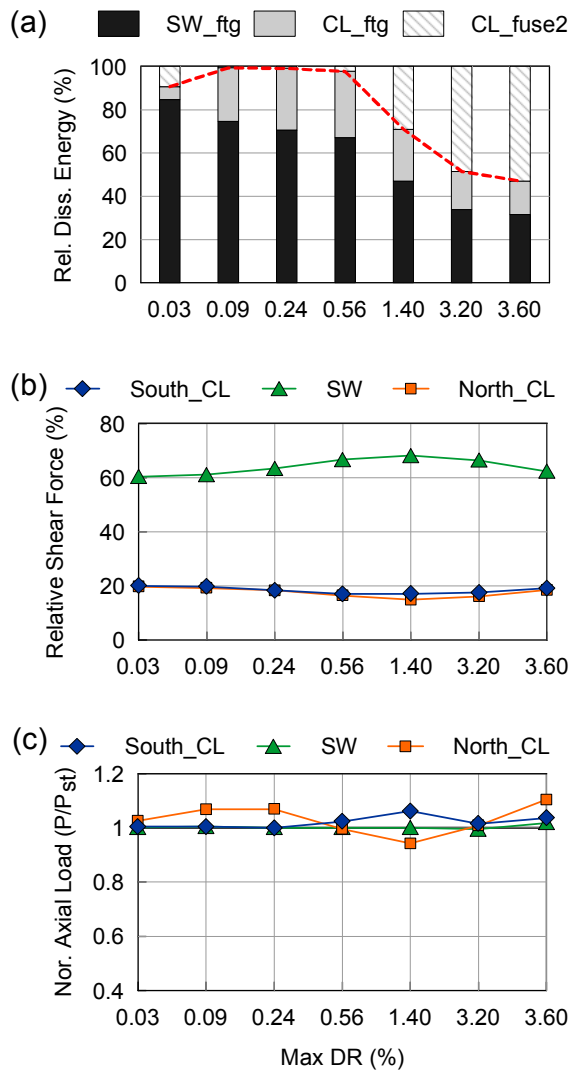 (a) SW_ftg CL_ftg CL_fuse2
Rel. Diss. Energy (%)
100
80
60
40
20
0
0.03 0.09 0.24 0.56 1.40 3.20 3.60
(b) South_CL SW North_CL
Relative Shear Force (%)
80
60
40
20
0
0.03 0.09 0.24 0.56 1.40 3.20 3.60
(c) South_CL SW North_CL
Nor. Axial Load (P/Pst)
1.2
1
0.8
0.6
0.4
0.03 0.09 0.24 0.56 1.40 3.20 3.60
Max DR (%)